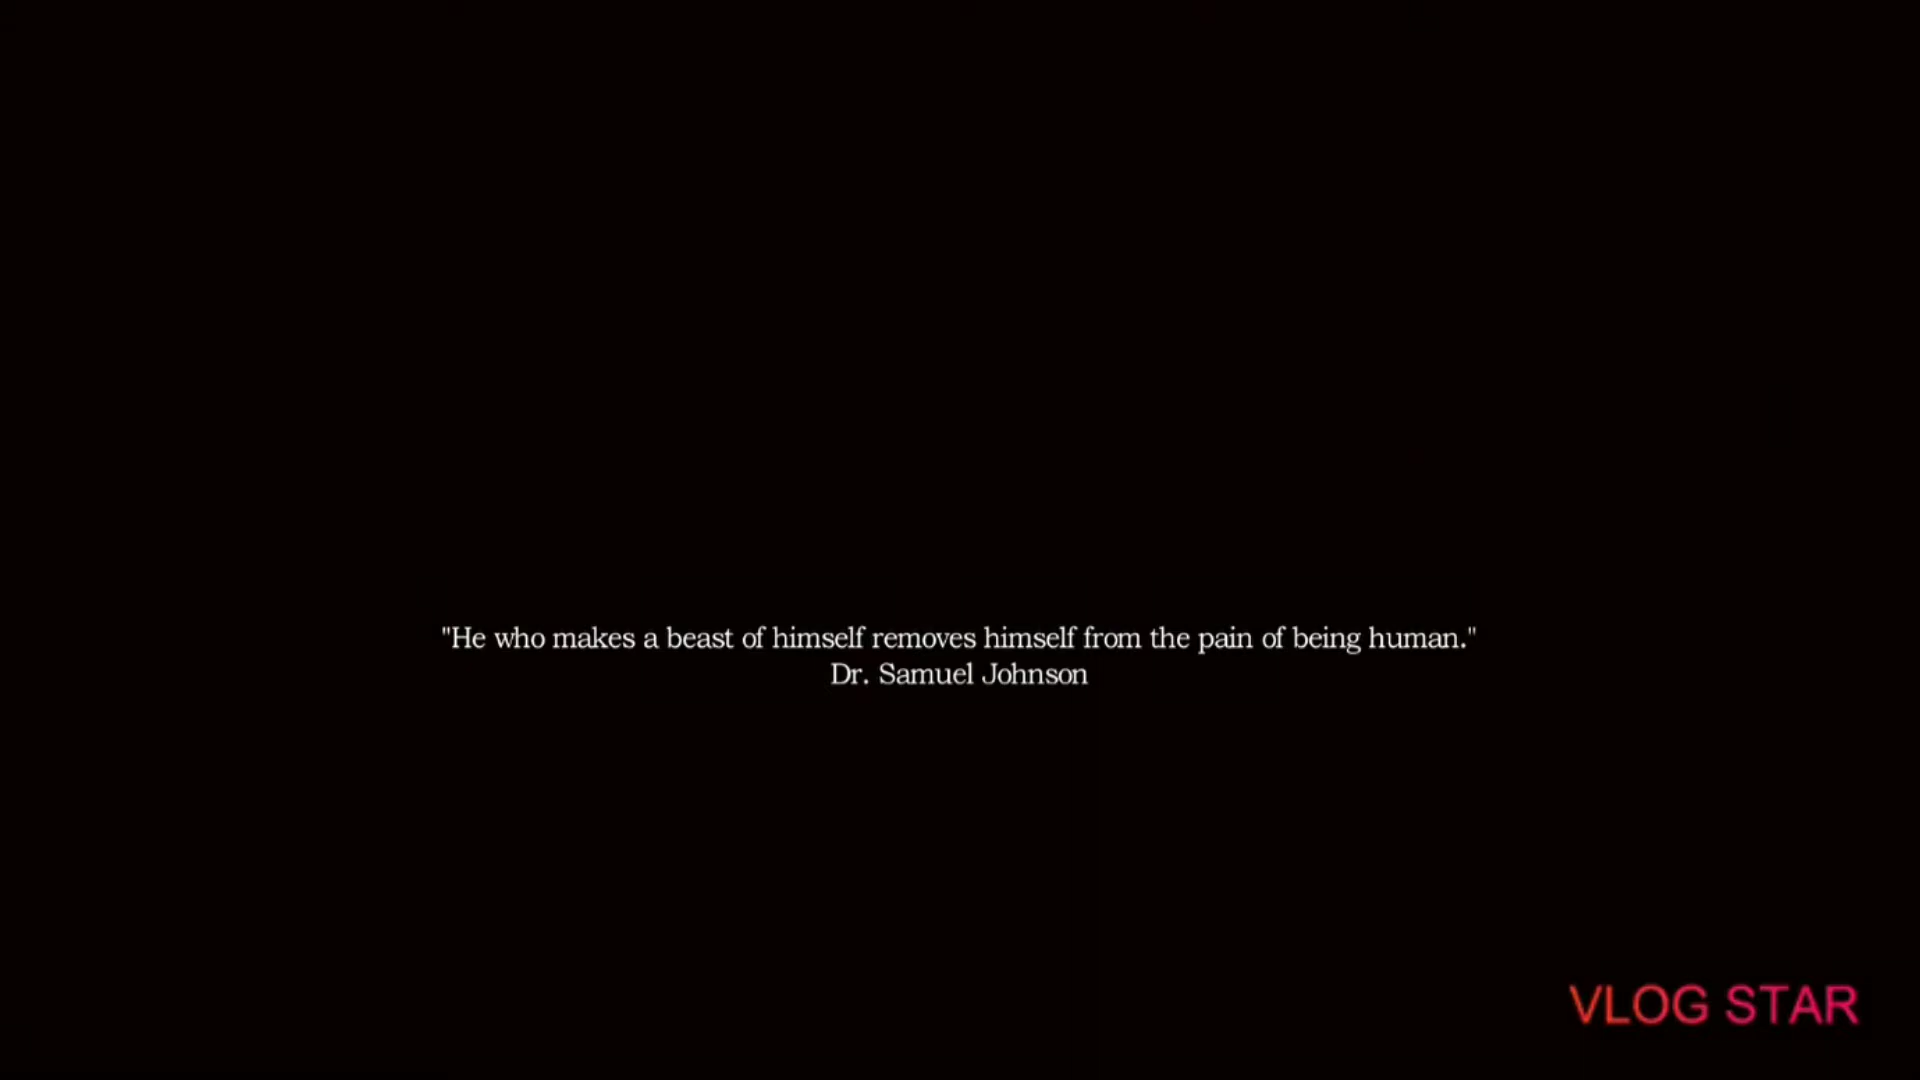 "He who makes a beast of himself removes himself from the pain of being human."
Dr. Samuel Johnson
VLOG STAR